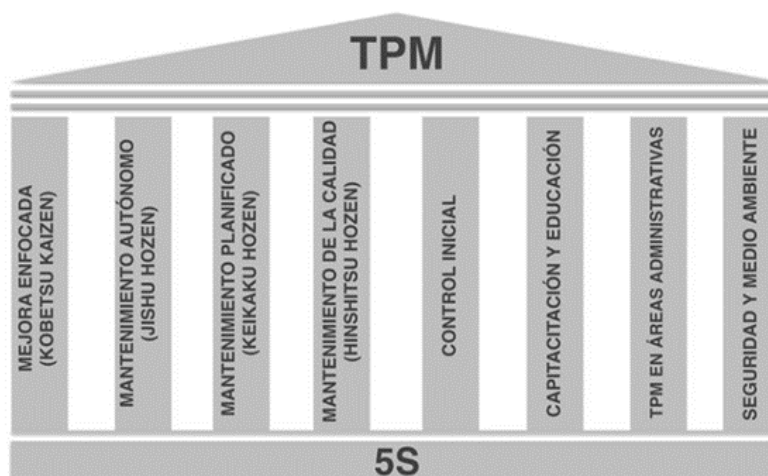 TPM
MEJORA ENFOCADA
(KOBETSU KAIZEN)
MANTENIMIENTO AUTÓNOMO
(JISHU HOZEN)
MANTENIMIENTO PLANIFICADO
(KEIKAKU HOZEN)
MANTENIMIENTO DE LA CALIDAD
(HINSHITSU HOZEN)
CONTROL INICIAL
CAPITACITACIÓN Y EDUCACIÓN
TPM EN ÁREAS ADMINISTRATIVAS
SEGURIDAD Y MEDIO AMBIENTE
5S